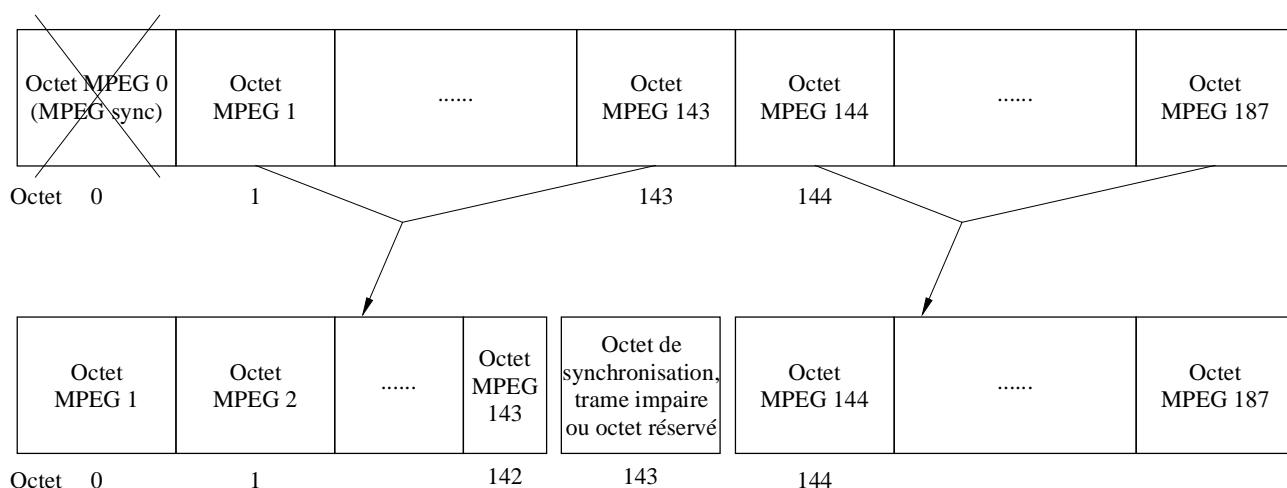 Octet MPEG 0
(MPEG sync)
Octet
MPEG 1
......
Octet
MPEG 143
Octet
MPEG 144
......
Octet
MPEG 187
Octet 0 1 143 144
Octet
MPEG 1
Octet
MPEG 2
......
Octet
MPEG
143
Octet de
synchronisation,
trame impaire
ou octet réservé
Octet
MPEG 144
......
Octet
MPEG 187
Octet 0 1 142 143 144